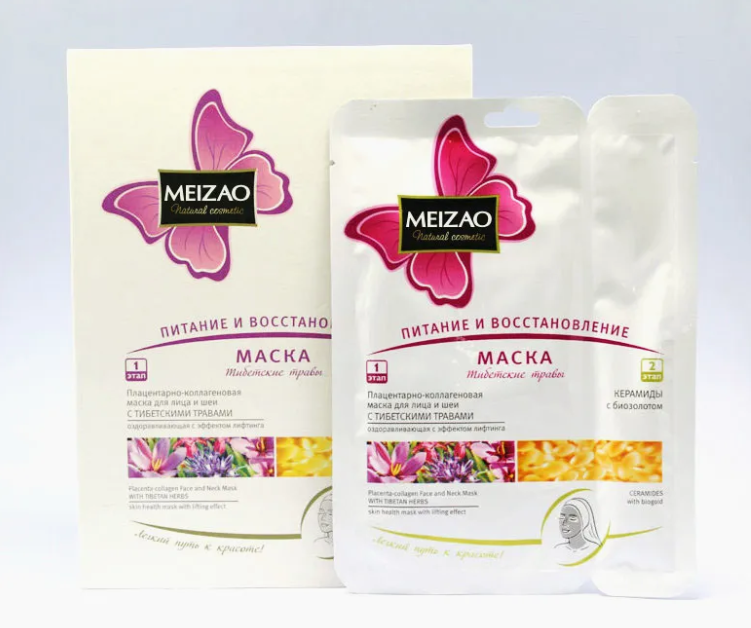 MEIZAO
Natural cosmetic
ПИТАНИЕ И ВОССТАНО
1
этап
МАСКА
Тибетские травы
Плацентарно-коллагеновая
маска для лица и шеи
С ТИБЕТСКИМИ ТРАВАМИ
оздоравливающая с эффектом лифтинга
Placenta-collagen Face and Neck Mask
WITH TIBETAN HERBS
skin health mask with lifting effect
легкий путь к красоте!
MEIZAO
Natural cosmetic
ПИТАНИЕ И ВОССТАНОВЛЕНИЕ
1
этап
МАСКА
Тибетские травы
Плацентарно-коллагеновая
маска для лица и шеи
С ТИБЕТСКИМИ ТРАВАМИ
оздоравливающая с эффектом лифтинга
Placenta-collagen Face and Neck Mask
WITH TIBETAN HERBS
skin health mask with lifting effect
легкий путь к красоте!
2
этап
КЕРАМИДЫ
с биозолотом
CERAMIDES
with biogold